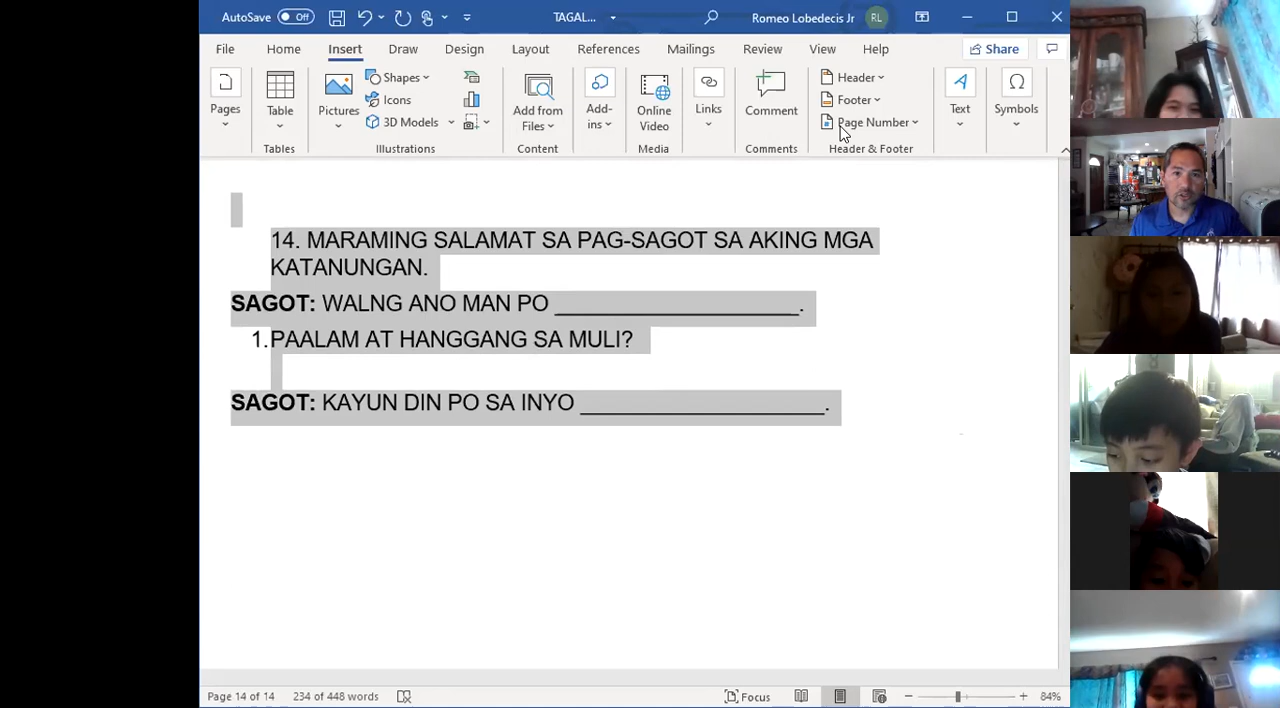 AutoSave Off TAGAL... Romeo Lobedecis Jr RL
File Home Insert Draw Design Layout References Mailings Review View Help Share
Pages Table Pictures Shapes Icons 3D Models Add from Files Add-ins Online Video Links Comment Header Footer Page Number Text Symbols
Tables Illustrations Content Media Comments Header & Footer
14. MARAMING SALAMAT SA PAG-SAGOT SA AKING MGA
KATANUNGAN.
SAGOT: WALNG ANO MAN PO ____________________.
1. PAALAM AT HANGGANG SA MULI?
SAGOT: KAYUN DIN PO SA INYO ____________________.
Page 14 of 14 234 of 448 words Focus 84%